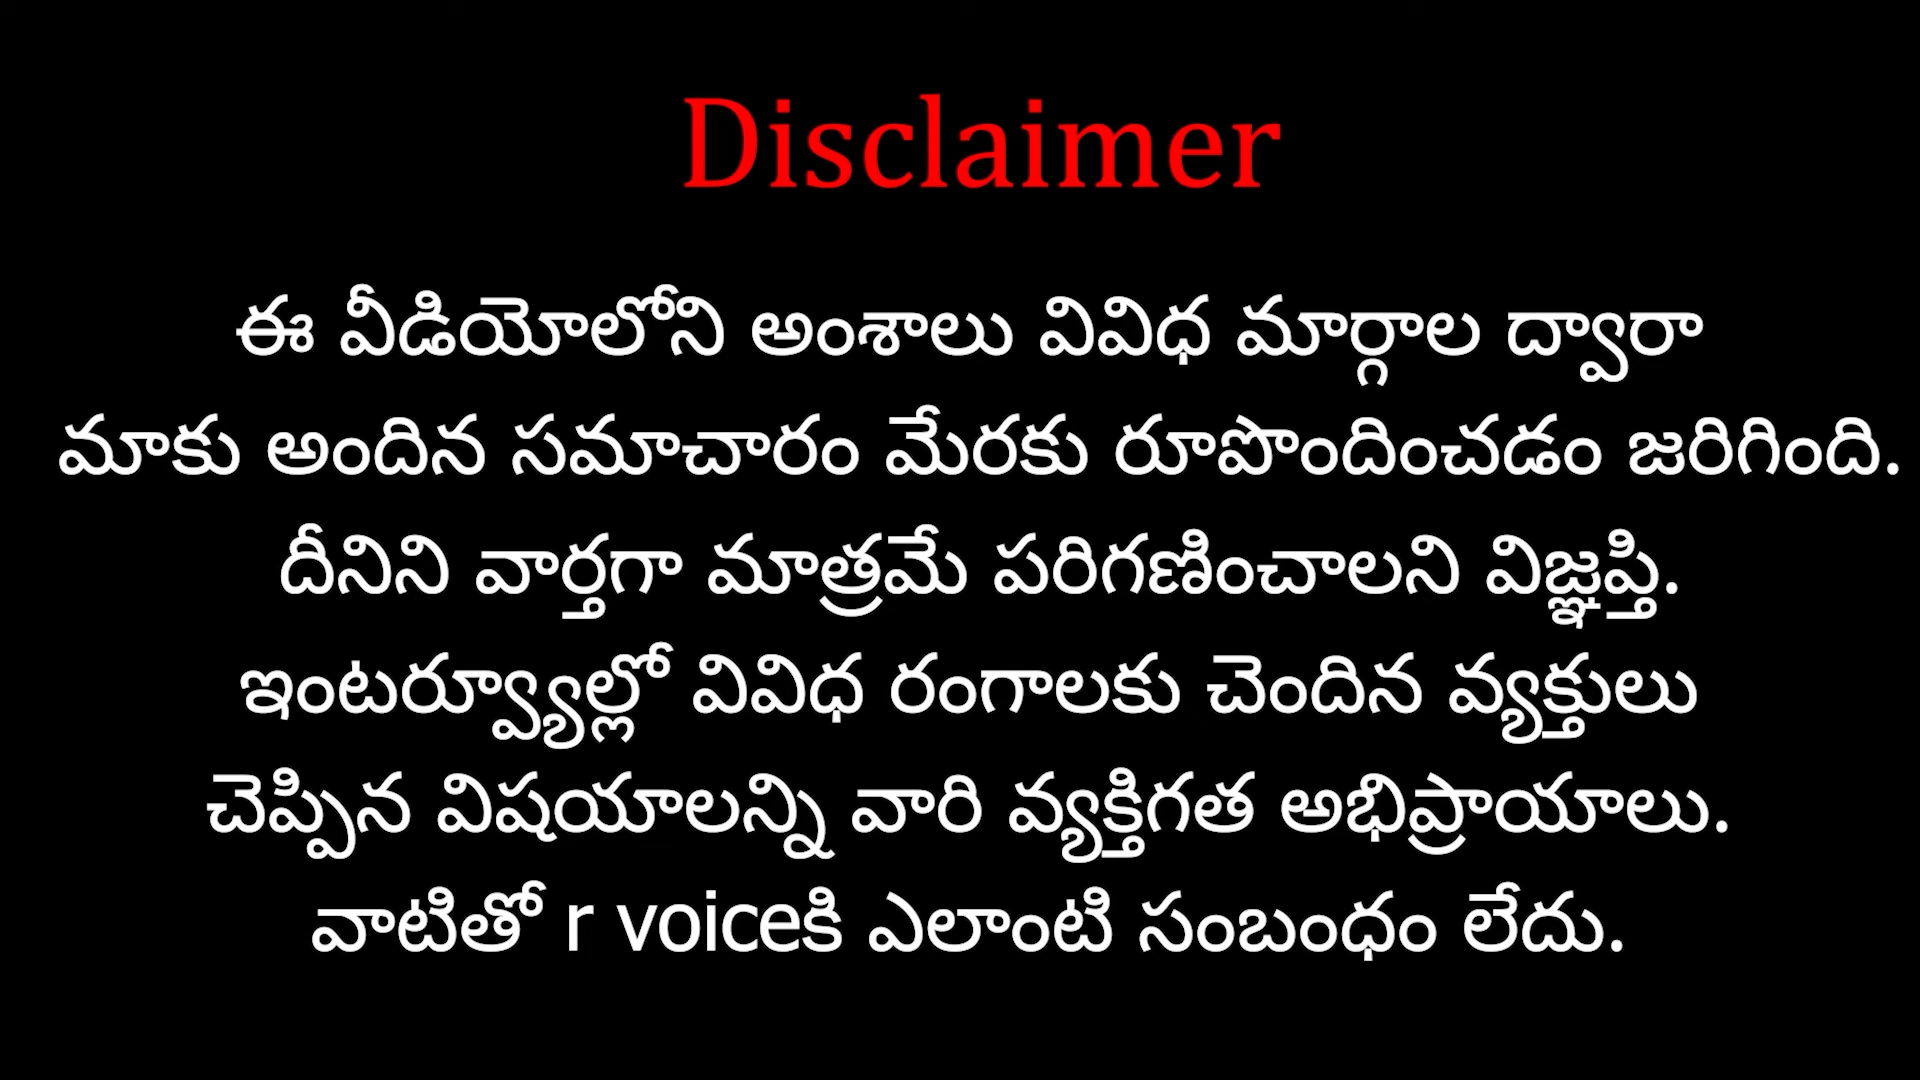 Disclaimer
ఈ వీడియోలోని అంశాలు వివిధ మార్గాల ద్వారా
మాకు అందిన సమాచారం మేరకు రూపొందించడం జరిగింది.
దీనిని వార్తగా మాత్రమే పరిగణించాలని విజ్ఞప్తి.
ఇంటర్వ్యూల్లో వివిధ రంగాలకు చెందిన వ్యక్తులు
చెప్పిన విషయాలన్ని వారి వ్యక్తిగత అభిప్రాయాలు.
వాటితో r voiceకి ఎలాంటి సంబంధం లేదు.